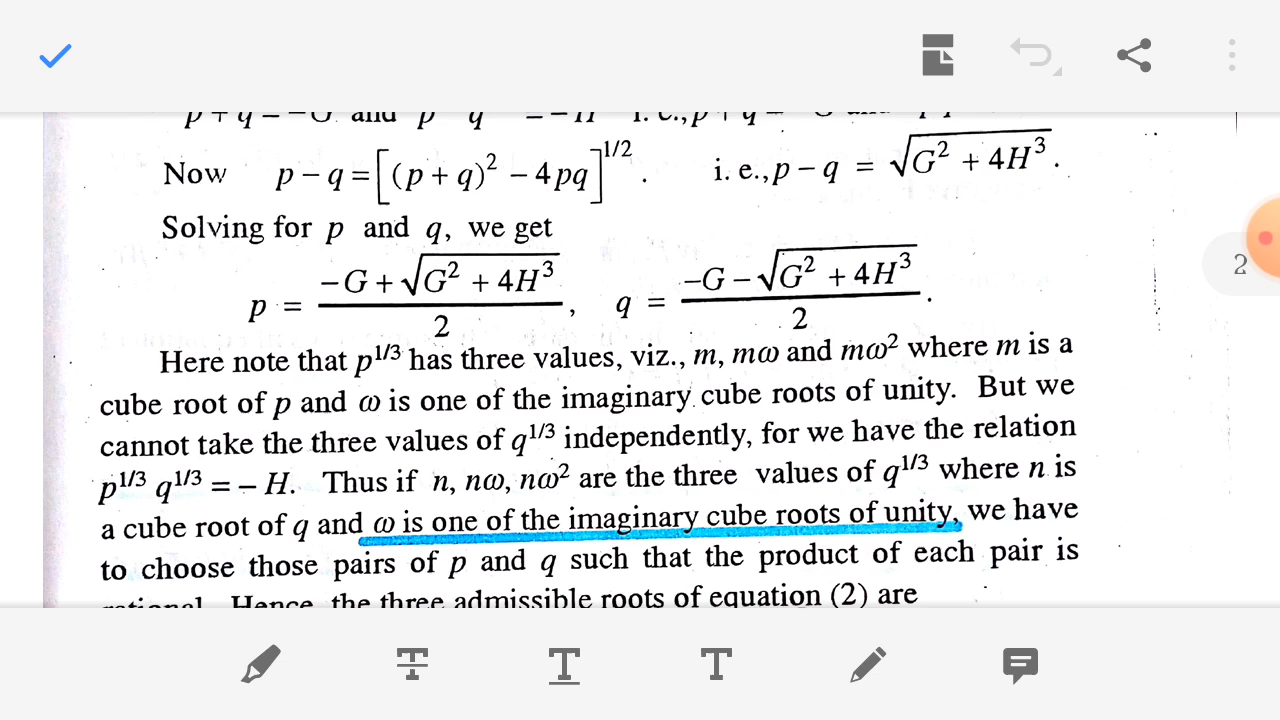 p + q = – G and p q = – H i. e., p + q =
Now p – q = [(p + q)² – 4pq]^1/2 . i. e., p – q = √G² + 4H³ .
Solving for p and q, we get
p = –G + √G² + 4H³ / 2 , q = –G – √G² + 4H³ / 2 .
2
Here note that p^1/3 has three values, viz., m, mω and mω² where m is a
cube root of p and ω is one of the imaginary cube roots of unity. But we
cannot take the three values of q^1/3 independently, for we have the relation
p^1/3 q^1/3 = – H. Thus if n, nω, nω² are the three values of q^1/3 where n is
a cube root of q and ω is one of the imaginary cube roots of unity, we have
to choose those pairs of p and q such that the product of each pair is
rational. Hence, the three admissible roots of equation (2) are
T T T